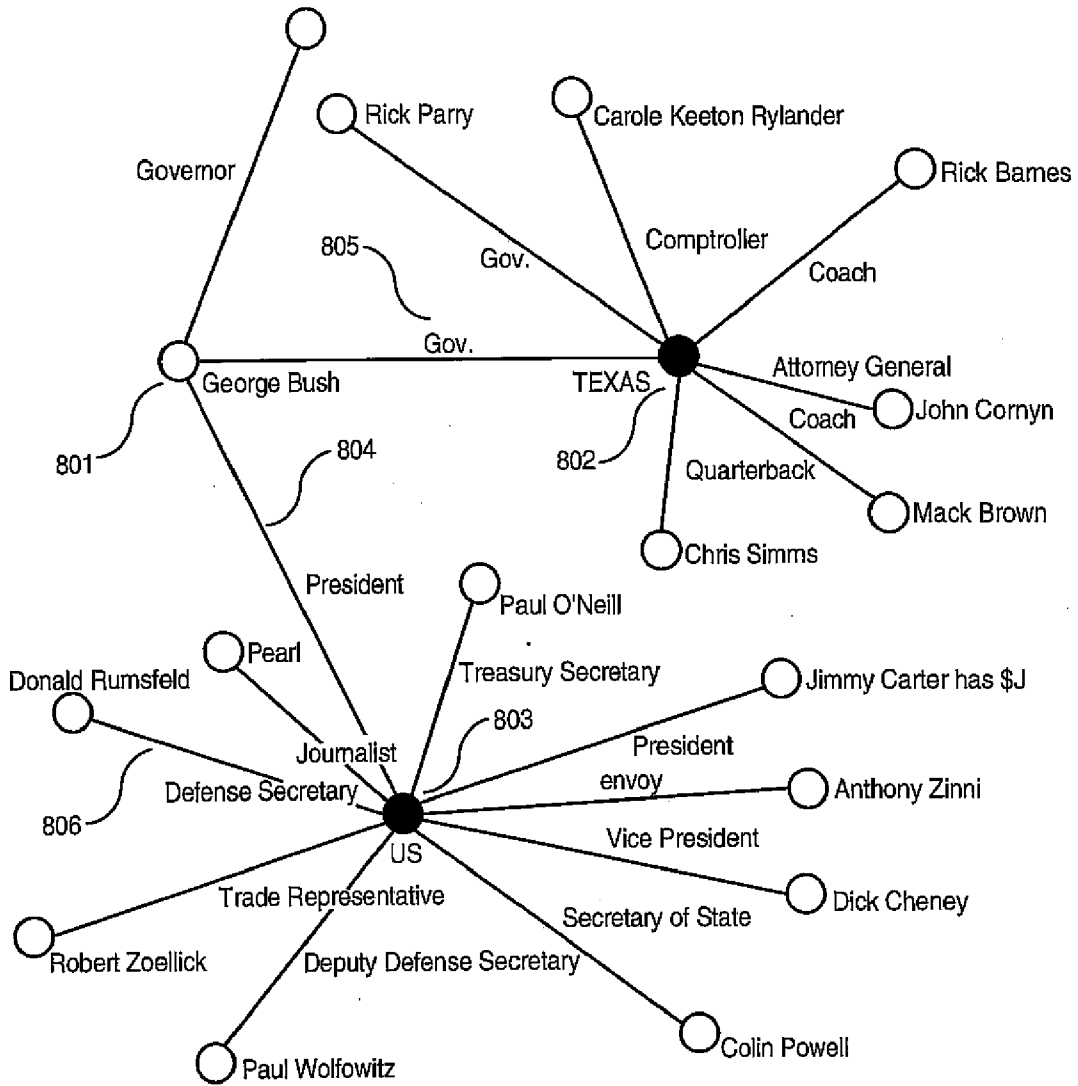 Rick Parry
Carole Keeton Rylander
Governor
Rick Barnes
805
Comptroller
Gov.
Coach
Gov.
George Bush
TEXAS
Attorney General
John Cornyn
Coach
801
804
802
Quarterback
Mack Brown
Chris Simms
President
Paul O'Neill
Pearl
Donald Rumsfeld
Treasury Secretary
Jimmy Carter has $J
803
Journalist
President
envoy
Defense Secretary
Anthony Zinni
806
US
Vice President
Trade Representative
Dick Cheney
Secretary of State
Robert Zoellick
Deputy Defense Secretary
Colin Powell
Paul Wolfowitz